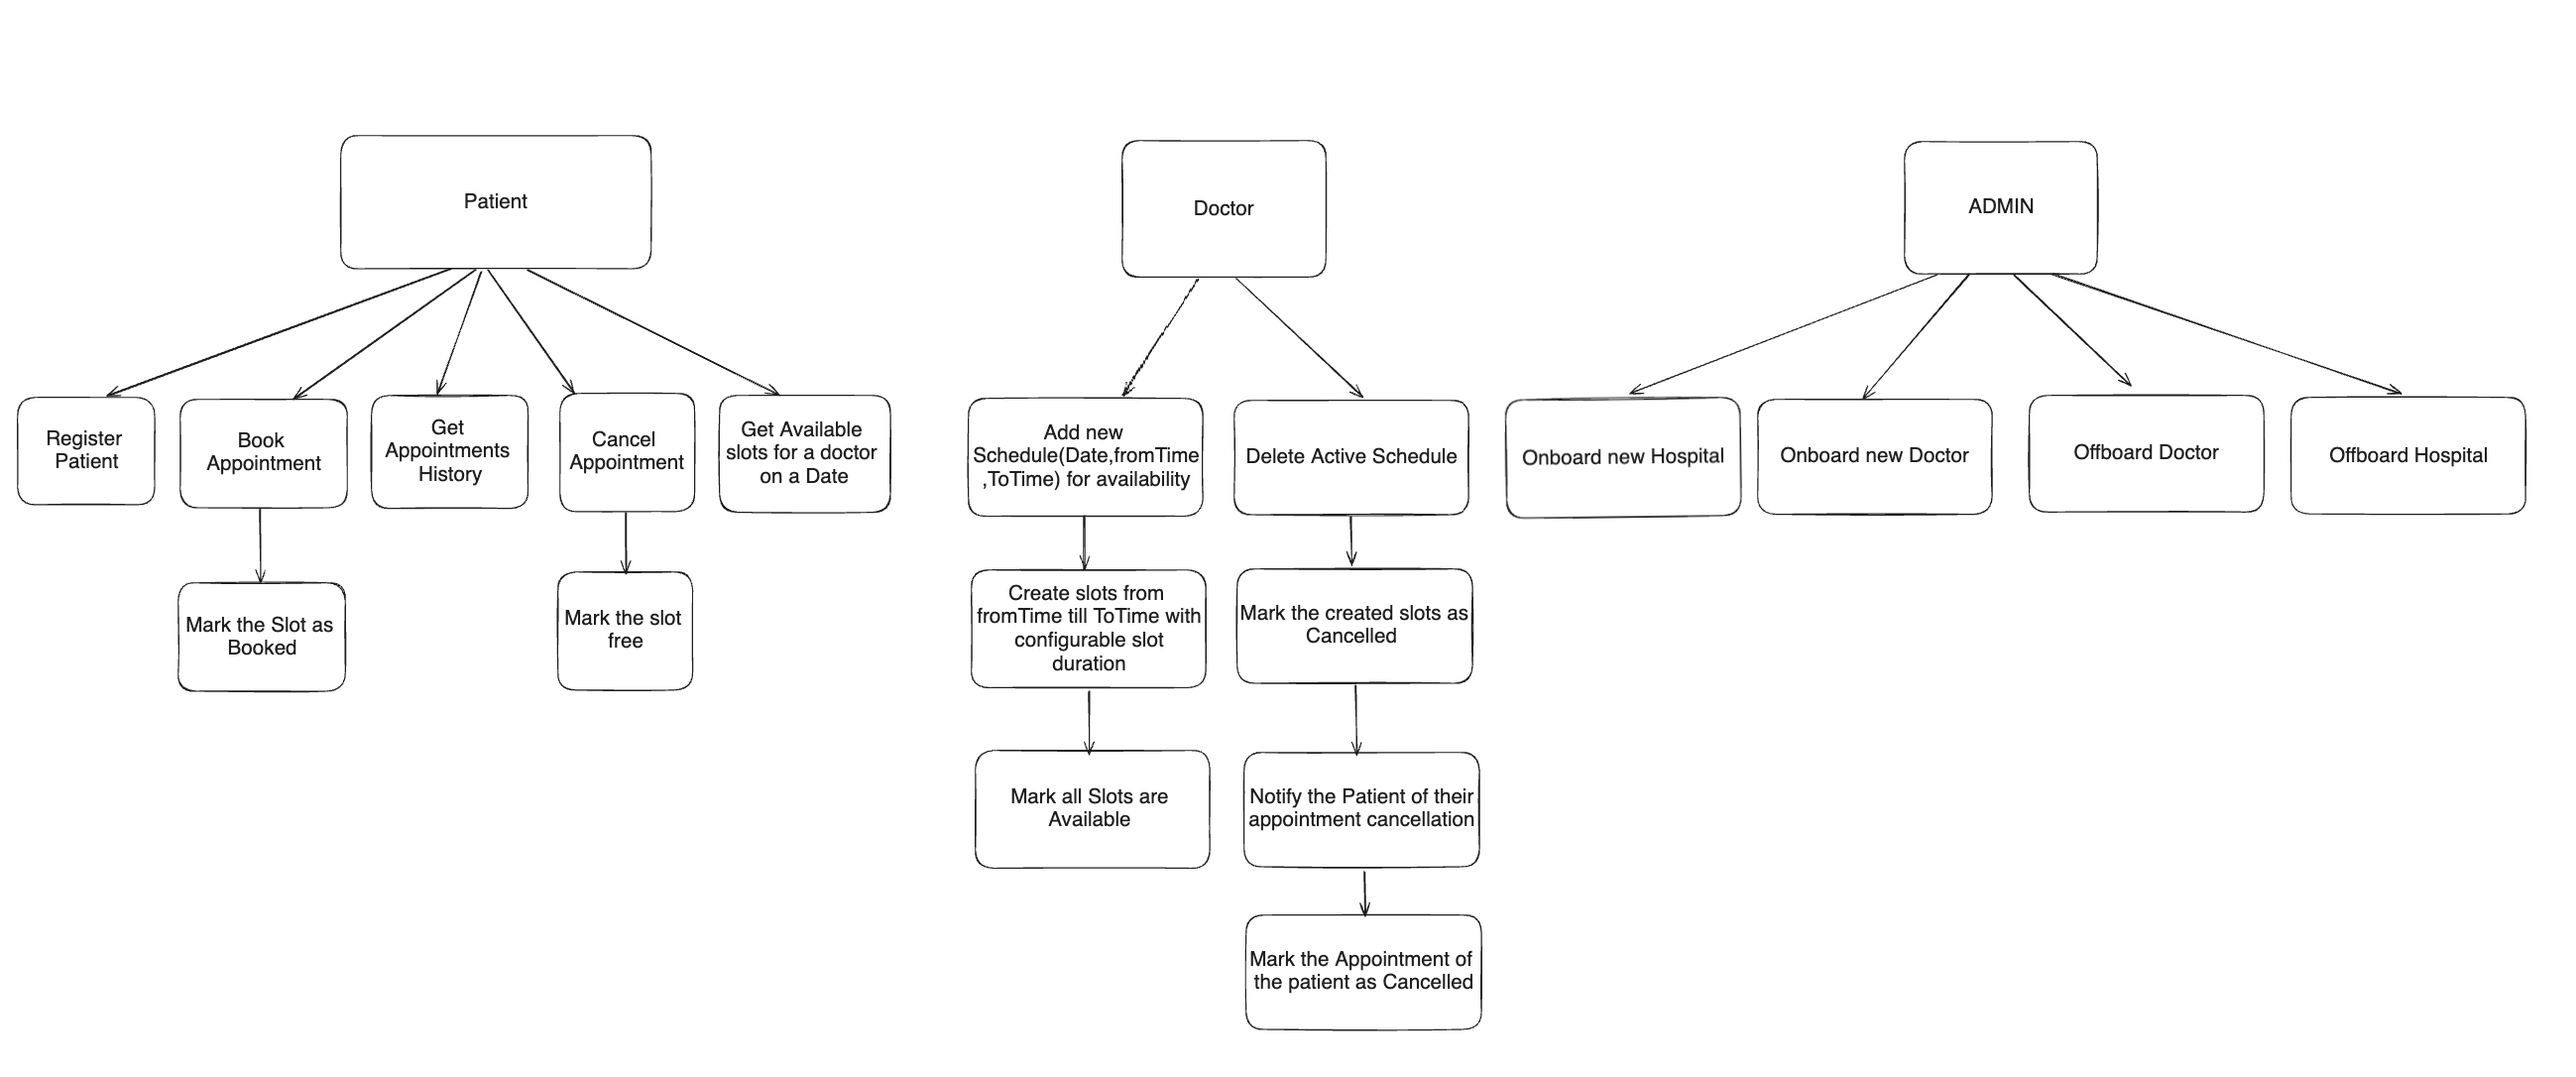 Patient
Doctor
ADMIN
Register
Patient
Book
Appointment
Get
Appointments
History
Cancel
Appointment
Get Available
slots for a doctor
on a Date
Add new
Schedule(Date,fromTime
,ToTime) for availability
Delete Active Schedule
Onboard new Hospital
Onboard new Doctor
Offboard Doctor
Offboard Hospital
Mark the Slot as
Booked
Mark the slot
free
Create slots from
fromTime till ToTime with
configurable slot
duration
Mark the created slots as
Cancelled
Mark all Slots are
Available
Notify the Patient of their
appointment cancellation
Mark the Appointment of
the patient as Cancelled